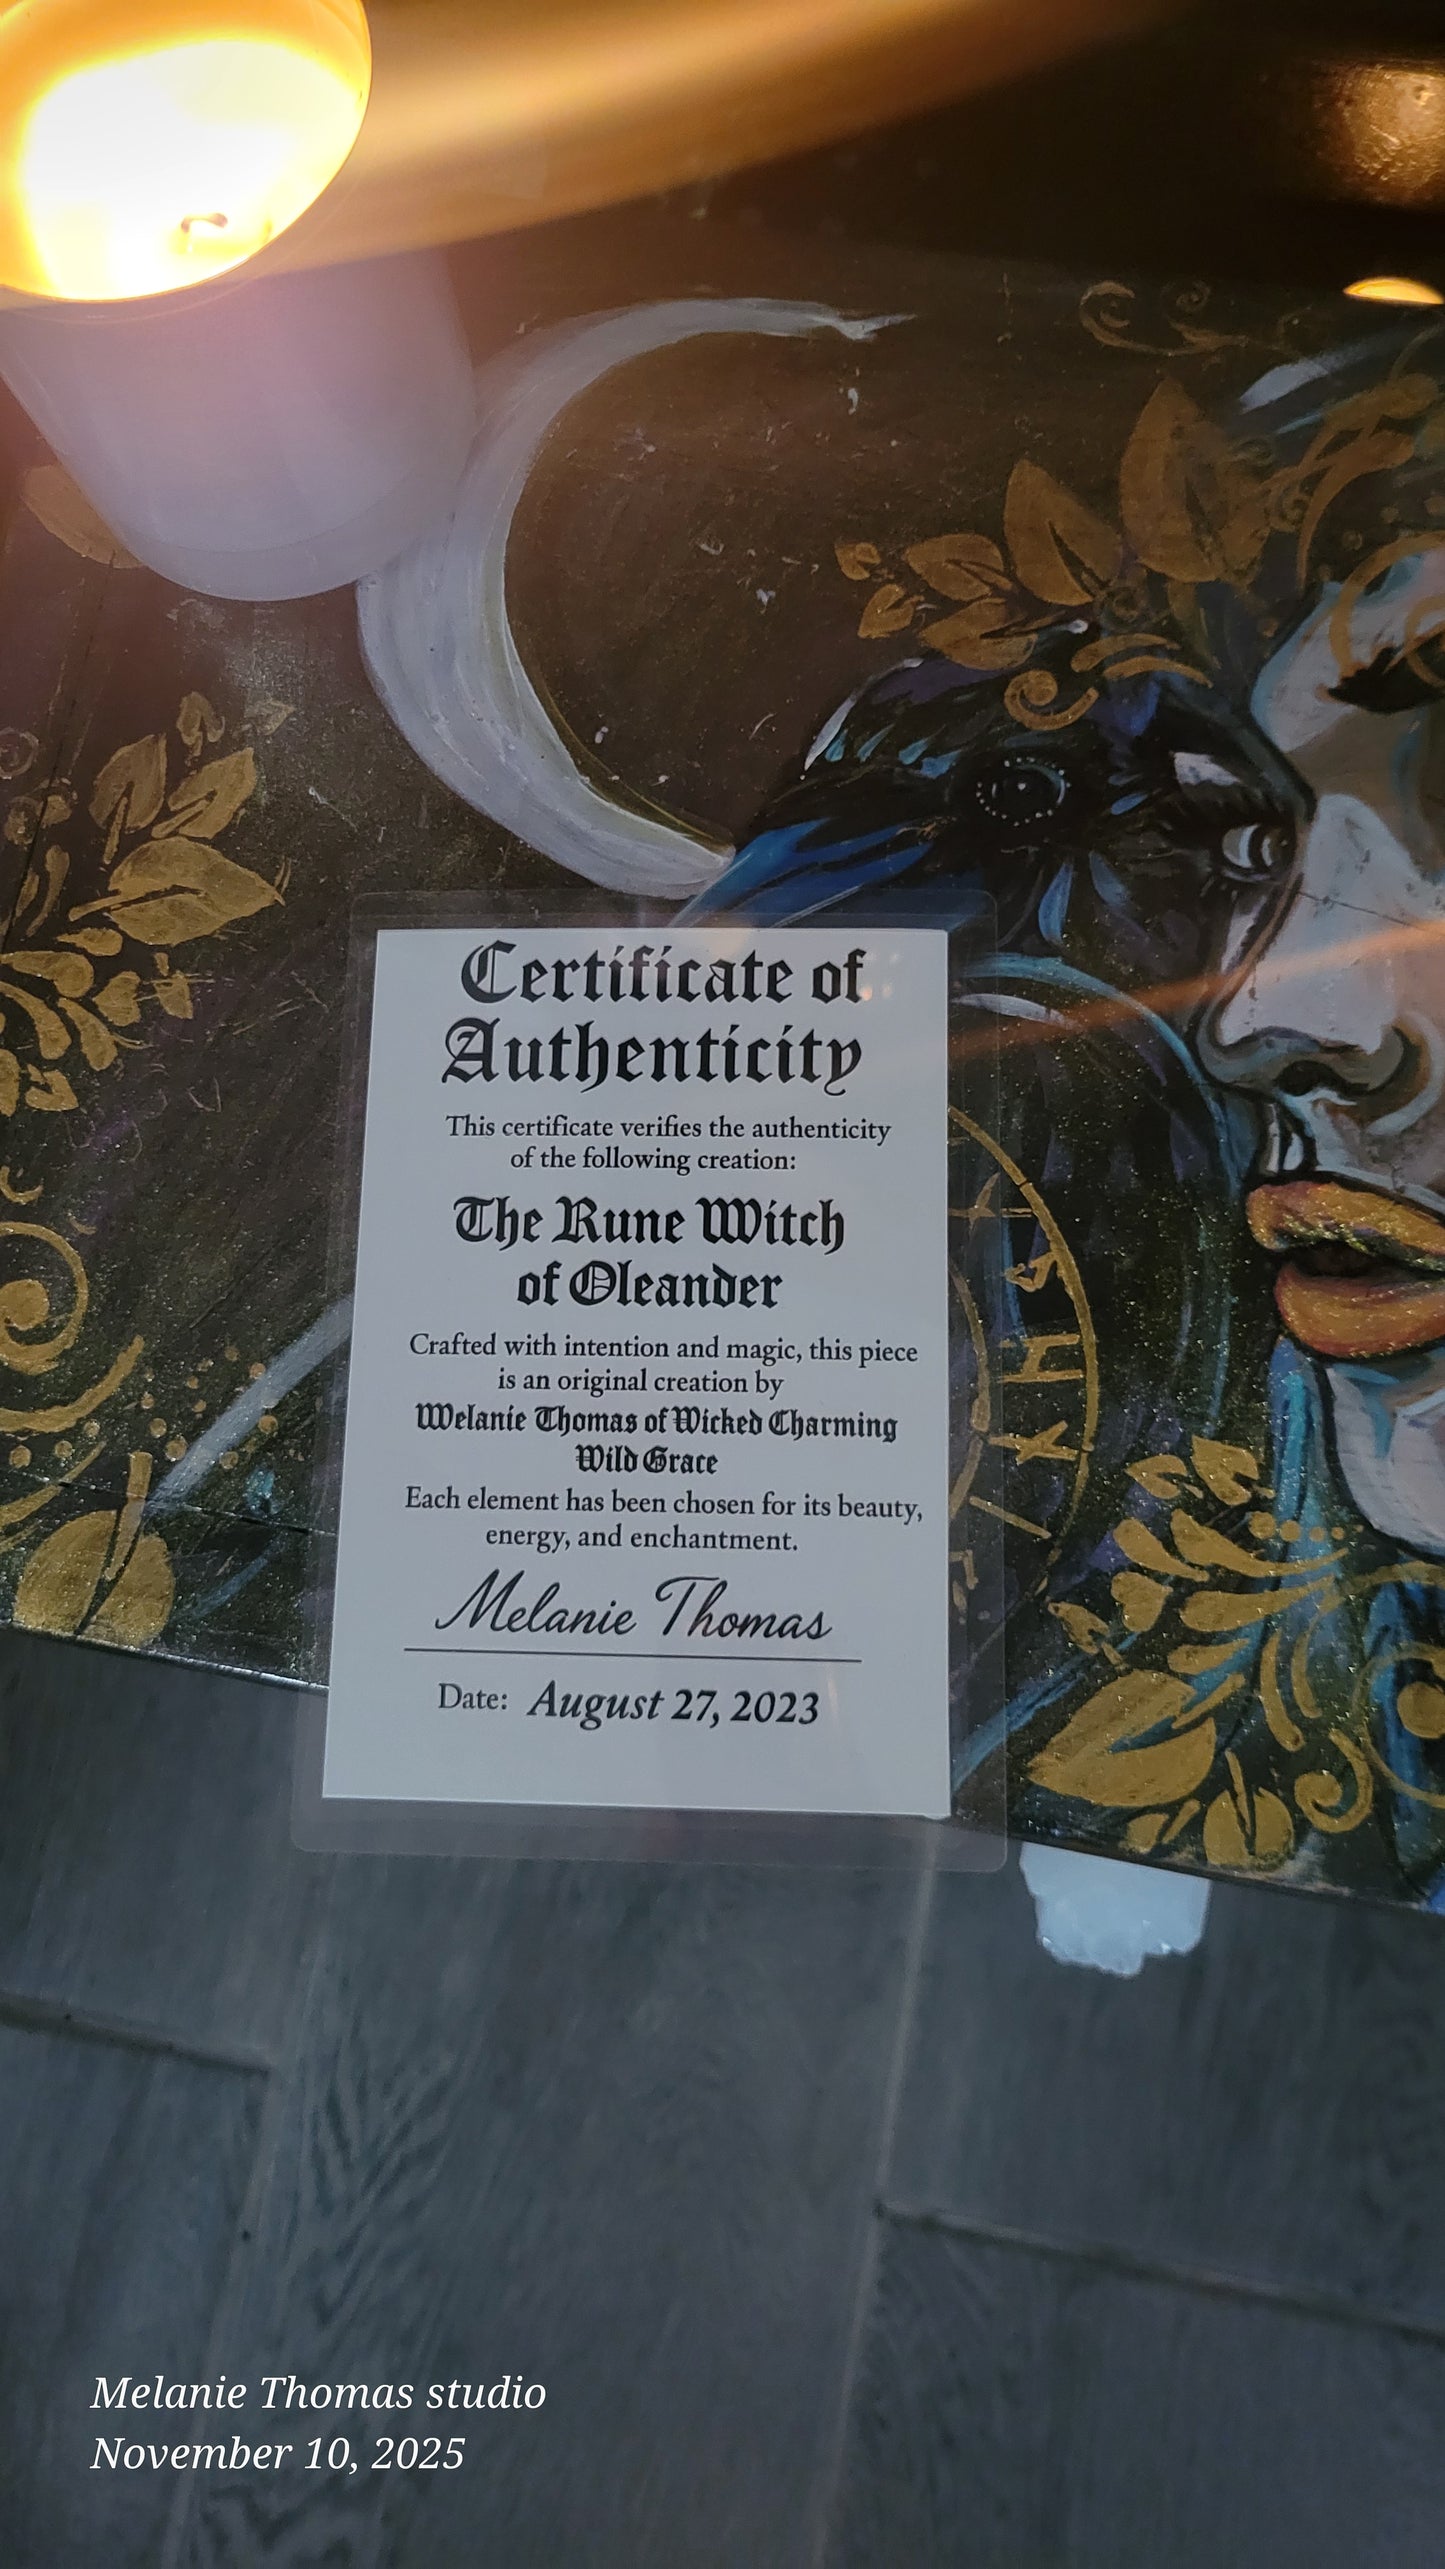 Certificate of
Authenticity
This certificate verifies the authenticity
of the following creation:
The Rune Witch
of Oleander
Crafted with intention and magic, this piece
is an original creation by
Melanie Thomas of Wicked Charming
Wild Grace
Each element has been chosen for its beauty,
energy, and enchantment.
Melanie Thomas
Date: August 27, 2023
Melanie Thomas studio
November 10, 2025